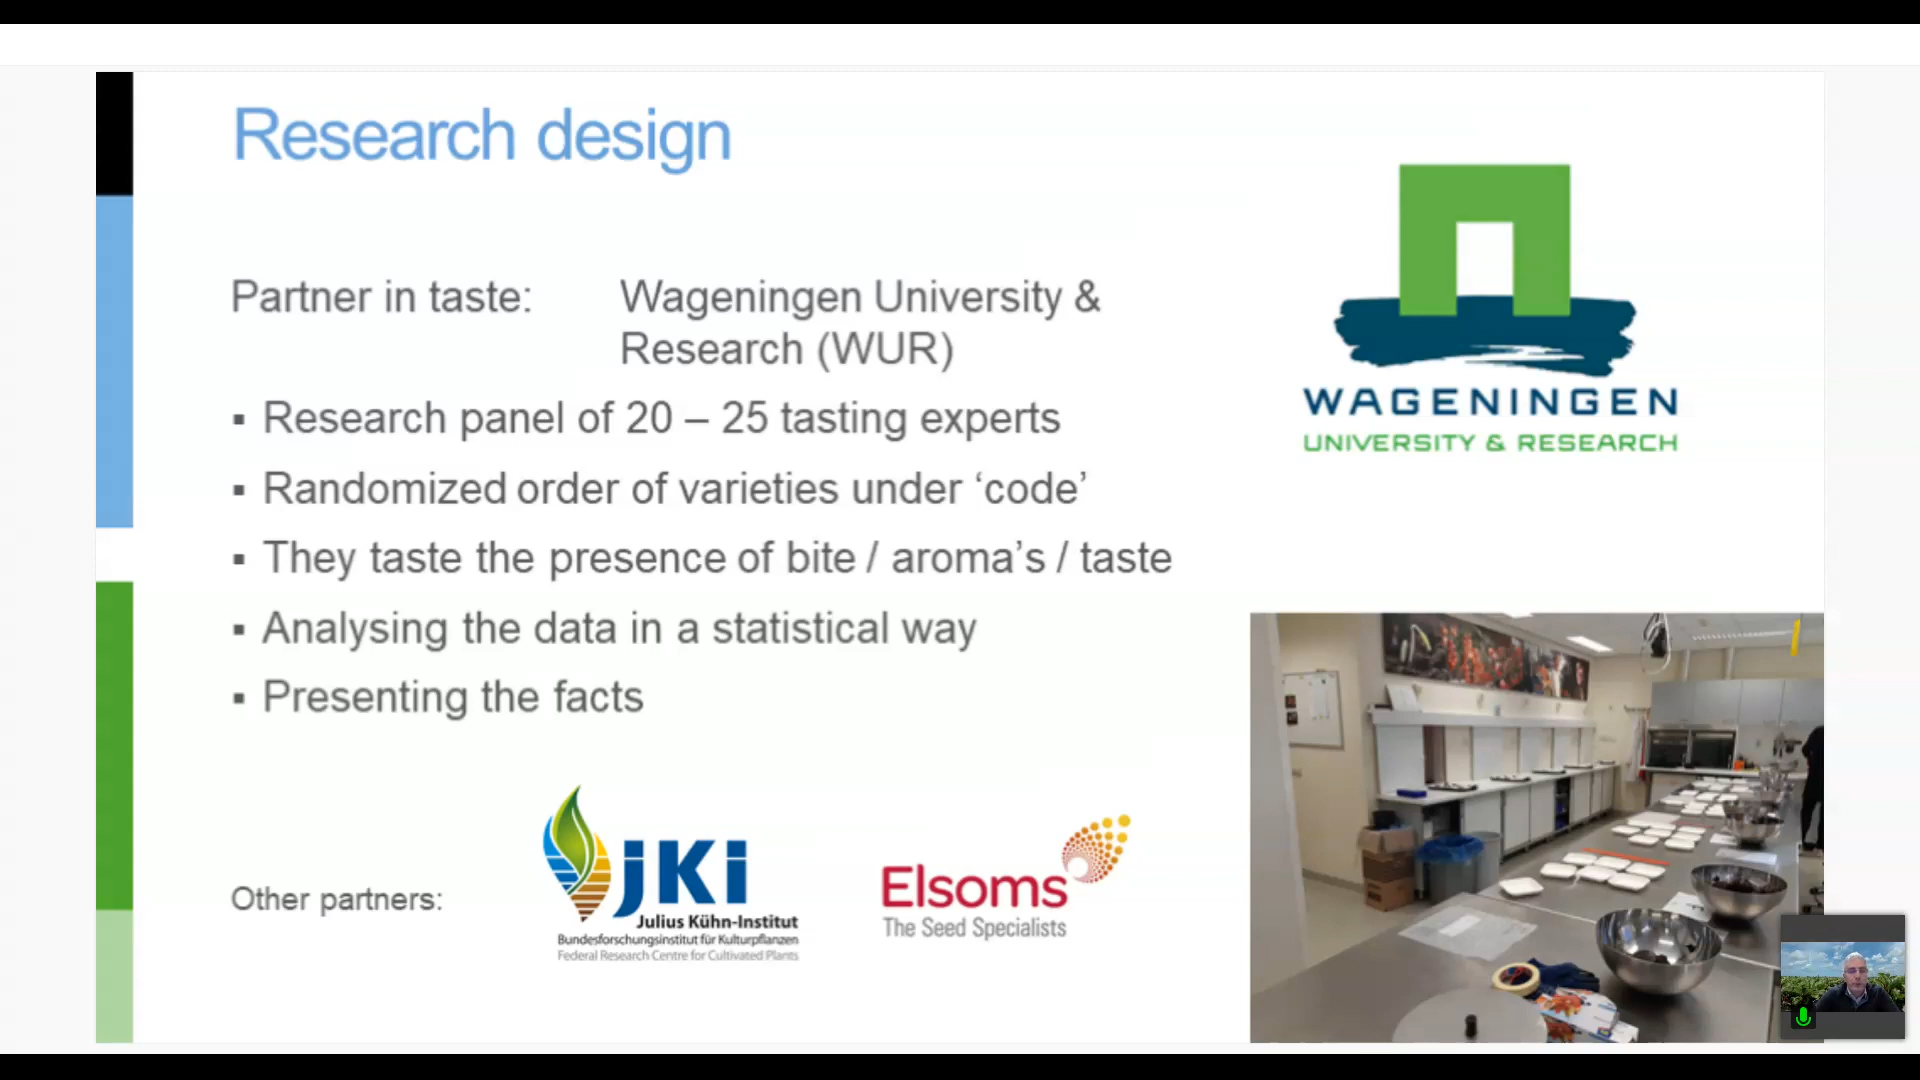 Research design
Partner in taste: Wageningen University &
Research (WUR)
▪ Research panel of 20 – 25 tasting experts
▪ Randomized order of varieties under ‘code’
▪ They taste the presence of bite / aroma’s / taste
▪ Analysing the data in a statistical way
▪ Presenting the facts
WAGENINGEN
UNIVERSITY & RESEARCH
Other partners:
JKi
Julius Kühn-Institut
Bundesforschungsinstitut für Kulturpflanzen
Federal Research Centre for Cultivated Plants
Elsoms
The Seed Specialists